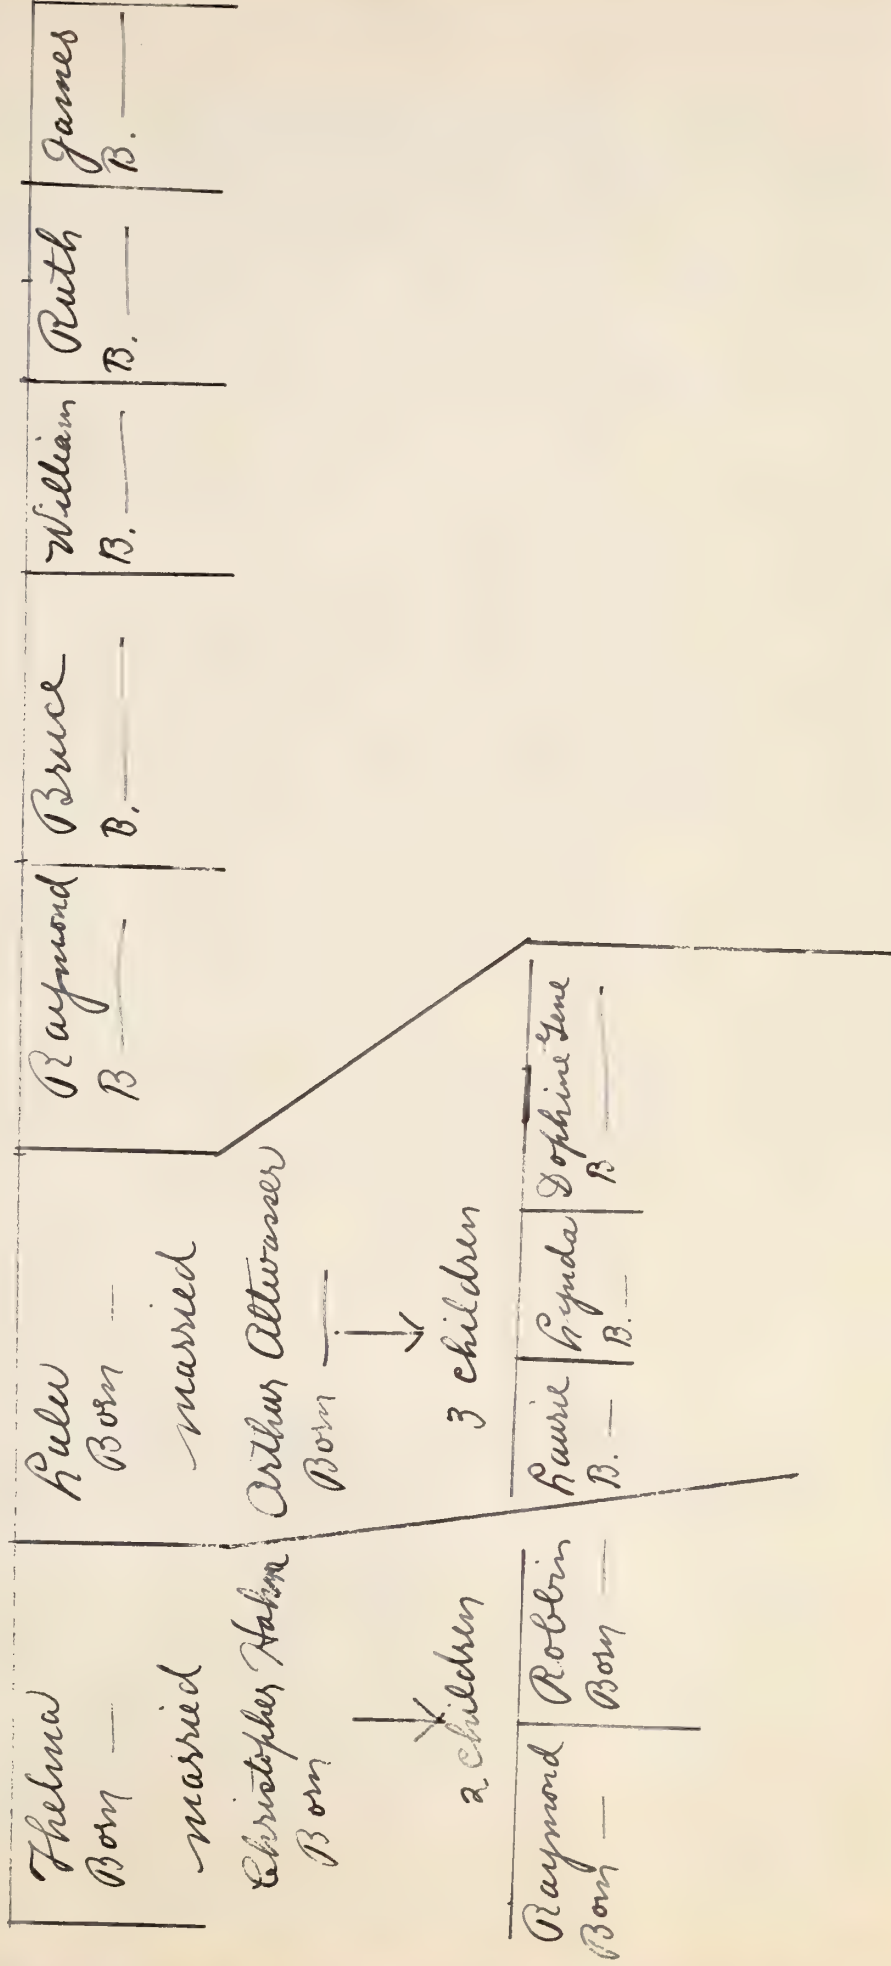 Thelma
Born —
married
Christopher Hahn
Born
2 children
Raymond
Born —
Robbin
Born —
Lulu
Born —
married
Arthur Altwasser
Born —
3 children
Laurie
B. —
Lynda
B. —
Dophine Gene
B —
Raymond
B —
Bruce
B. —
William
B. —
Ruth
B. —
James
B. —